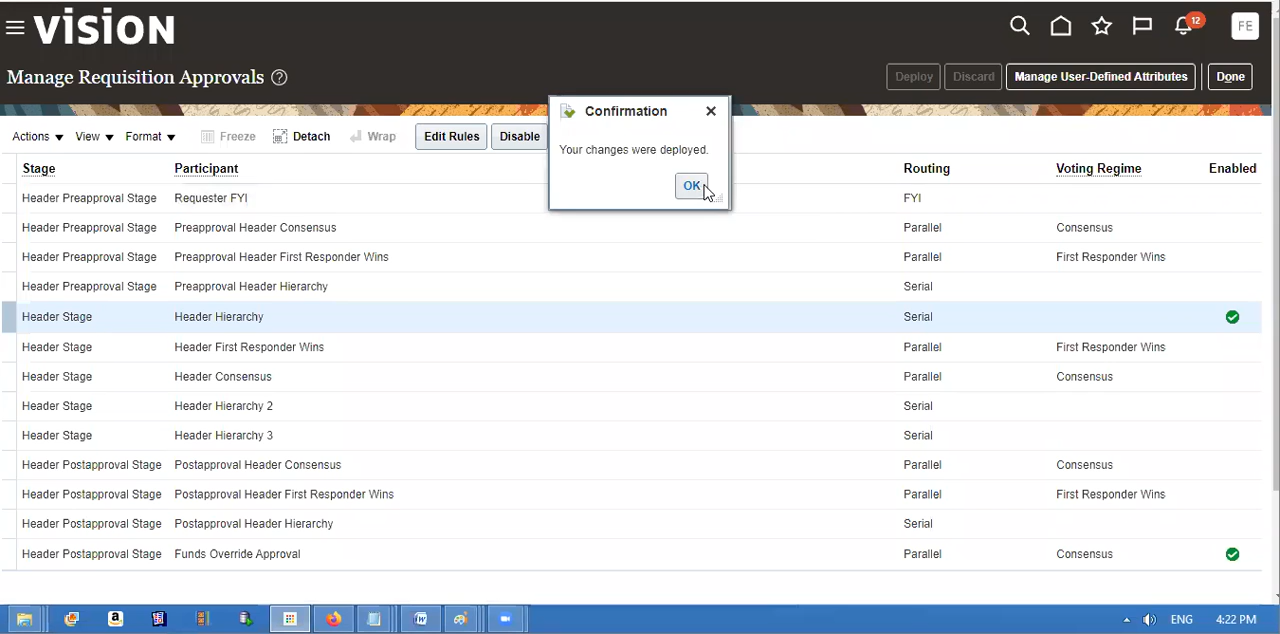 VISION
12
FE
Manage Requisition Approvals ?
Deploy Discard Manage User-Defined Attributes Done
Confirmation
Your changes were deployed.
OK
Actions View Format Freeze Detach Wrap Edit Rules Disable
Stage Participant Routing Voting Regime Enabled
Header Preapproval Stage Requester FYI FYI
Header Preapproval Stage Preapproval Header Consensus Parallel Consensus
Header Preapproval Stage Preapproval Header First Responder Wins Parallel First Responder Wins
Header Preapproval Stage Preapproval Header Hierarchy Serial
Header Stage Header Hierarchy Serial
Header Stage Header First Responder Wins Parallel First Responder Wins
Header Stage Header Consensus Parallel Consensus
Header Stage Header Hierarchy 2 Serial
Header Stage Header Hierarchy 3 Serial
Header Postapproval Stage Postapproval Header Consensus Parallel Consensus
Header Postapproval Stage Postapproval Header First Responder Wins Parallel First Responder Wins
Header Postapproval Stage Postapproval Header Hierarchy Serial
Header Postapproval Stage Funds Override Approval Parallel Consensus
ENG 4:22 PM